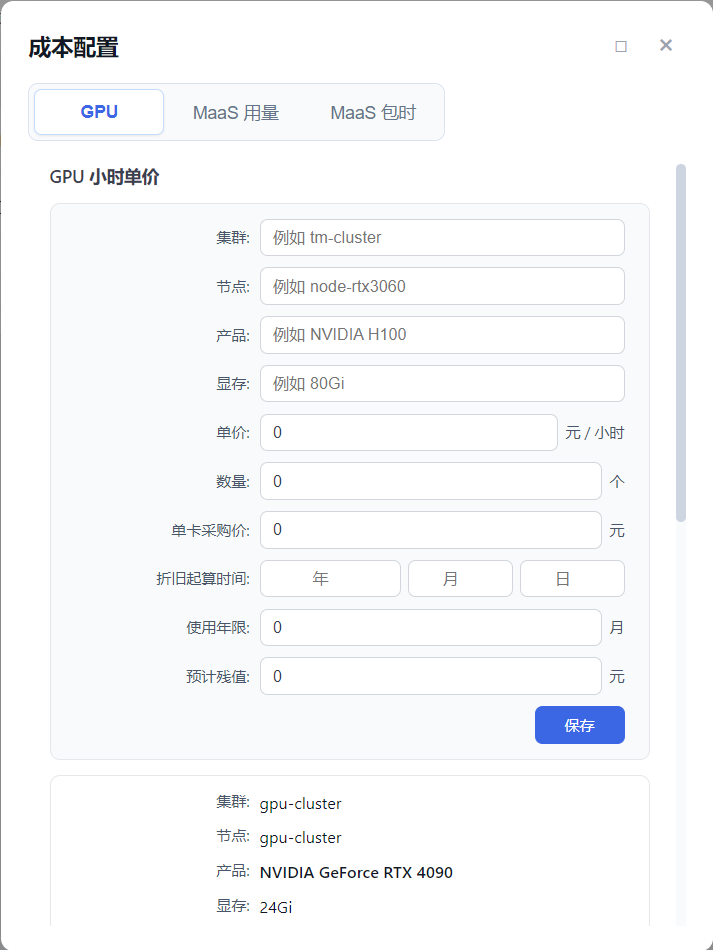 成本配置
GPU MaaS 用量 MaaS 包时
GPU 小时单价
集群: 例如 tm-cluster
节点: 例如 node-rtx3060
产品: 例如 NVIDIA H100
显存: 例如 80Gi
单价: 0 元 / 小时
数量: 0 个
单卡采购价: 0 元
折旧起算时间: 年 月 日
使用年限: 0 月
预计残值: 0 元
保存
集群: gpu-cluster
节点: gpu-cluster
产品: NVIDIA GeForce RTX 4090
显存: 24Gi